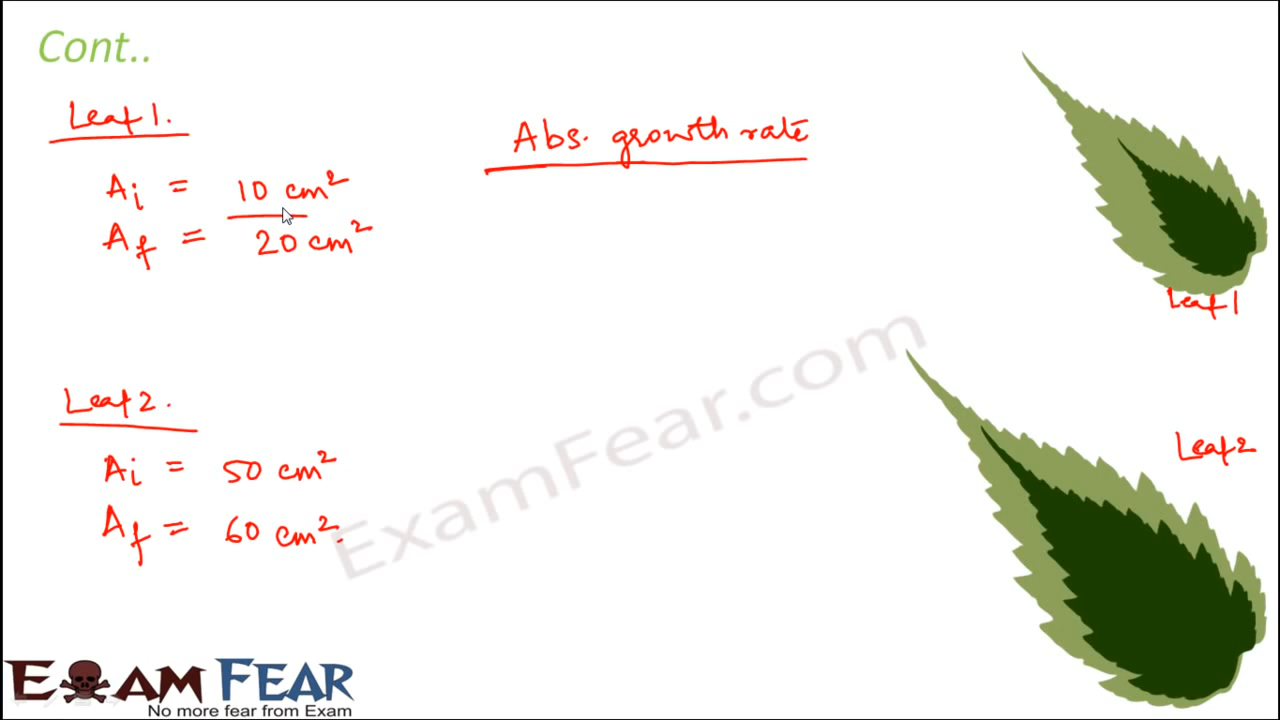 Cont..
Leaf 1.
Ai = 10 cm²
Af = 20 cm²
Abs. growth rate
Leaf 1
Leaf 2.
Ai = 50 cm²
Af = 60 cm².
Leaf 2
ExamFear.com
EXAM FEAR
No more fear from Exam